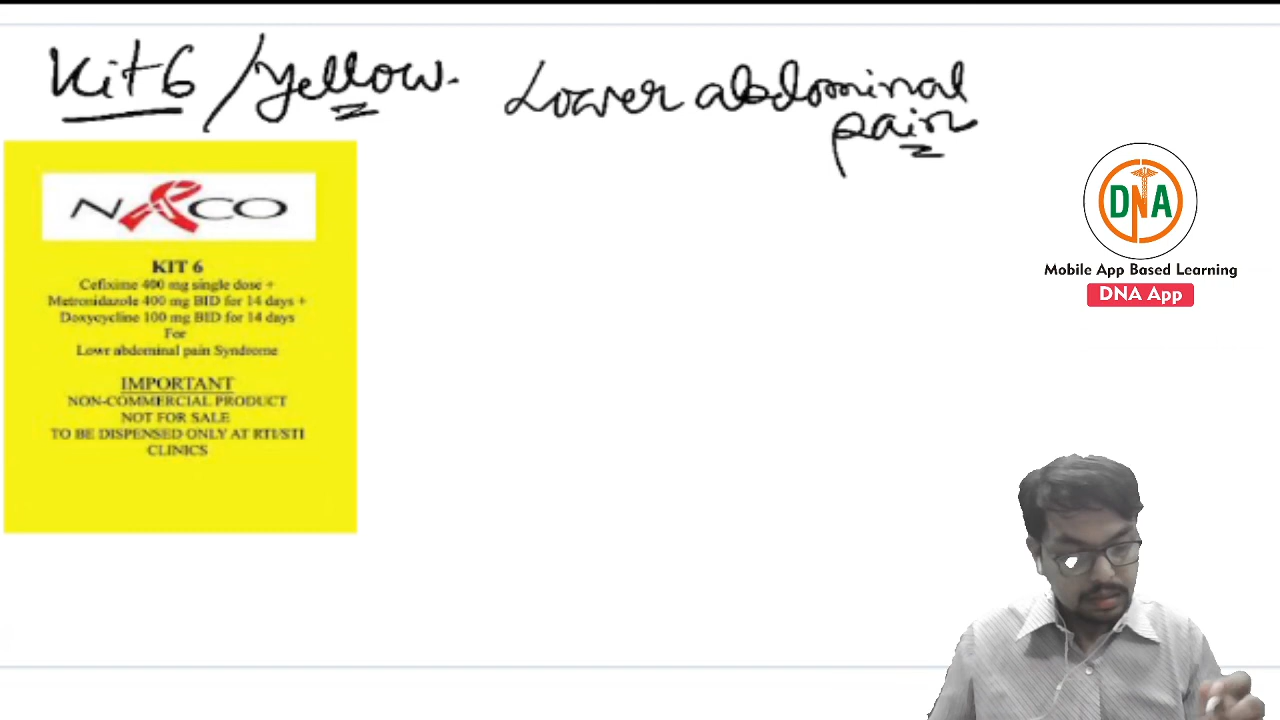 Kit 6 / yellow. Lower abdominal
pain
NACO
KIT 6
Cefixime 400 mg single dose +
Metronidazole 400 mg BID for 14 days +
Doxycycline 100 mg BID for 14 days
For
Lowr abdominal pain Syndrome
IMPORTANT
NON-COMMERCIAL PRODUCT
NOT FOR SALE
TO BE DISPENSED ONLY AT RTI/STI
CLINICS
DNA
Mobile App Based Learning
DNA App